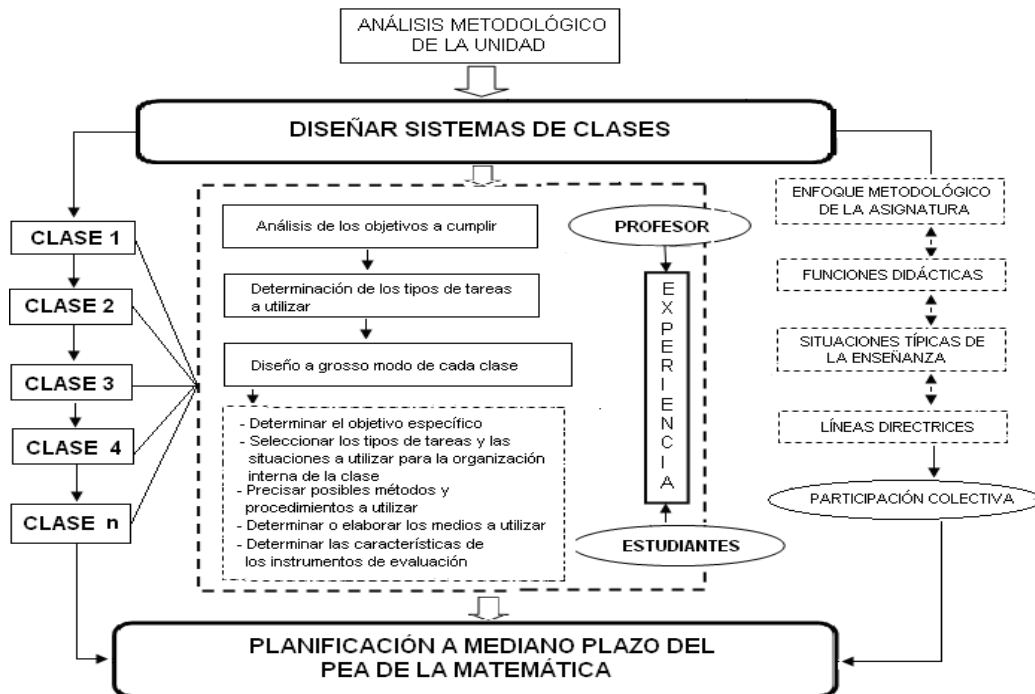 ANÁLISIS METODOLÓGICO
DE LA UNIDAD
DISEÑAR SISTEMAS DE CLASES
CLASE 1
CLASE 2
CLASE 3
CLASE 4
CLASE n
Análisis de los objetivos a cumplir
Determinación de los tipos de tareas
a utilizar
Diseño a grosso modo de cada clase
- Determinar el objetivo específico
- Seleccionar los tipos de tareas y las
situaciones a utilizar para la organización
interna de la clase
- Precisar posibles métodos y
procedimientos a utilizar
- Determinar o elaborar los medios a utilizar
- Determinar las características de
los instrumentos de evaluación
PROFESOR
EXPERIENCIA
ESTUDIANTES
ENFOQUE METODOLÓGICO
DE LA ASIGNATURA
FUNCIONES DIDÁCTICAS
SITUACIONES TÍPICAS DE
LA ENSEÑANZA
LÍNEAS DIRECTRICES
PARTICIPACIÓN COLECTIVA
PLANIFICACIÓN A MEDIANO PLAZO DEL
PEA DE LA MATEMÁTICA